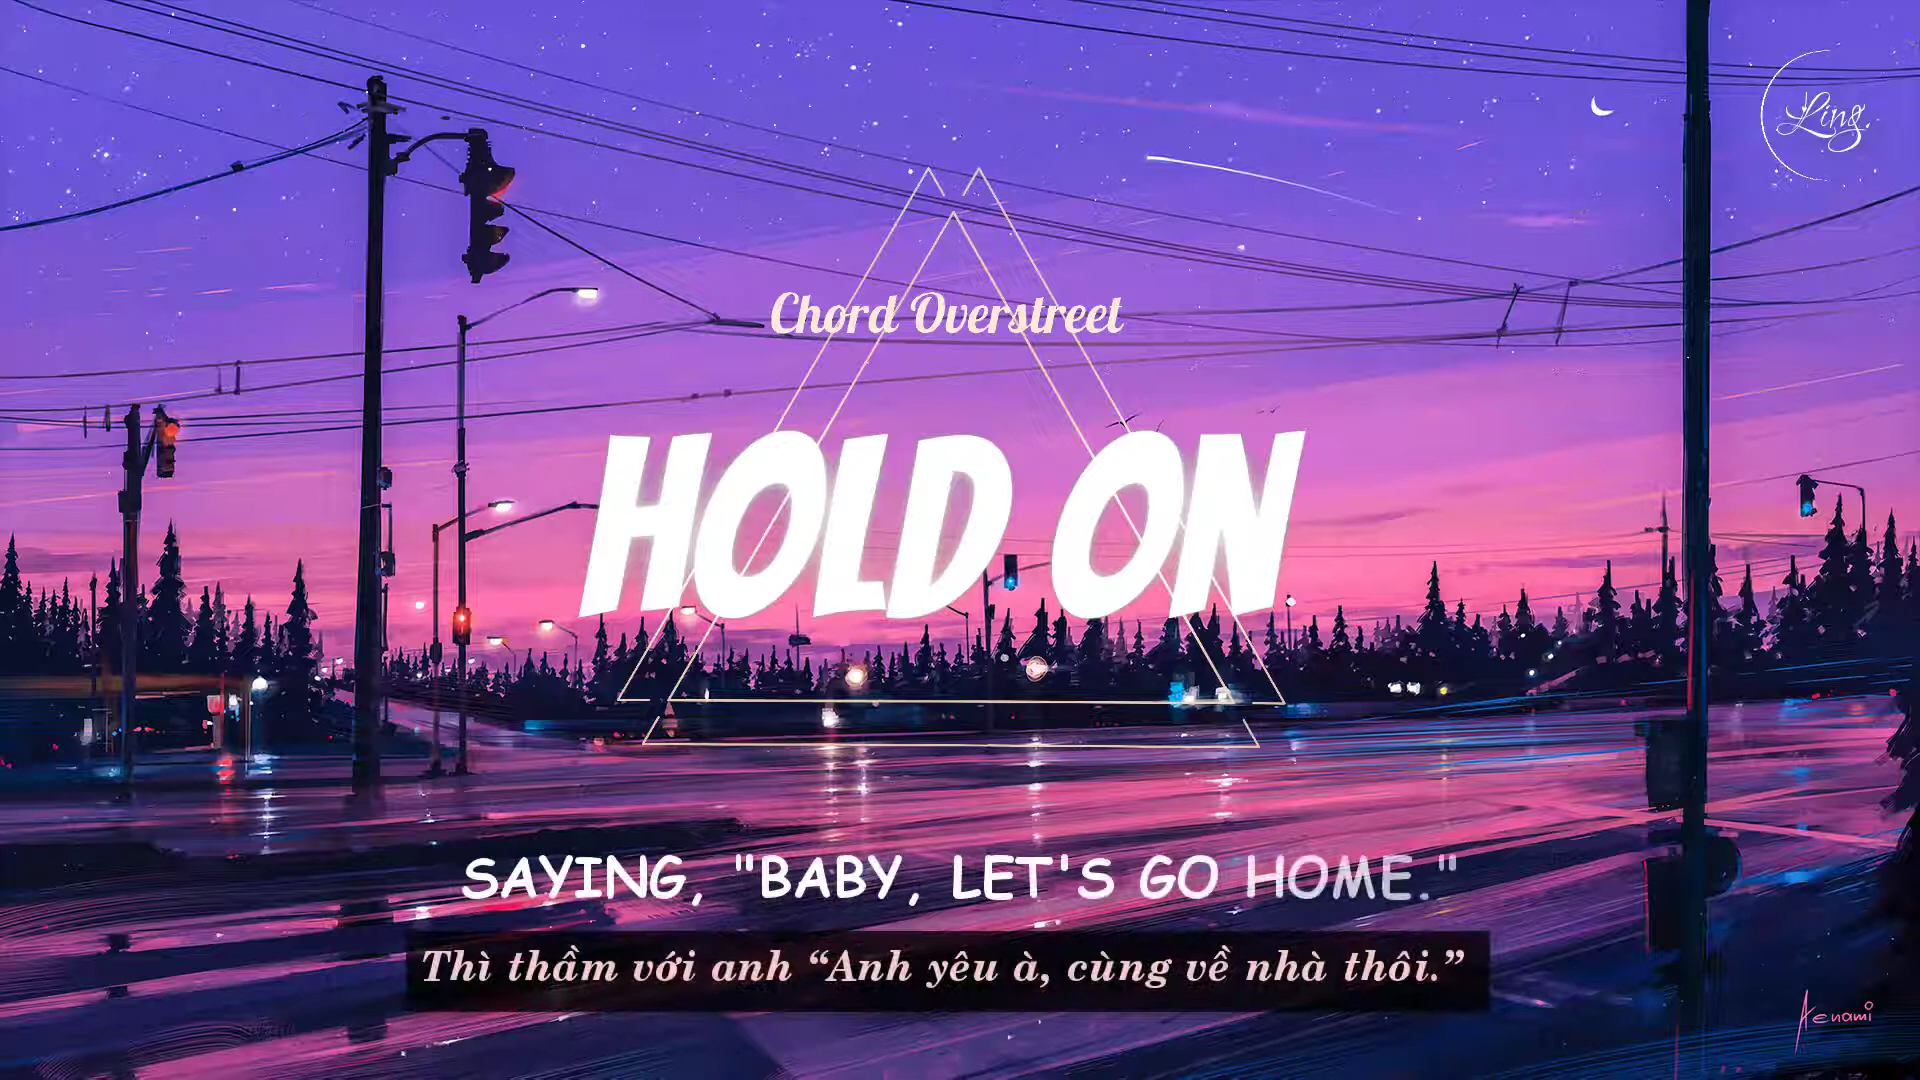 Ling
Chord Overstreet
HOLD ON
SAYING, "BABY, LET'S GO HOME."
Thì thầm với anh “Anh yêu à, cùng về nhà thôi.”
Aenami